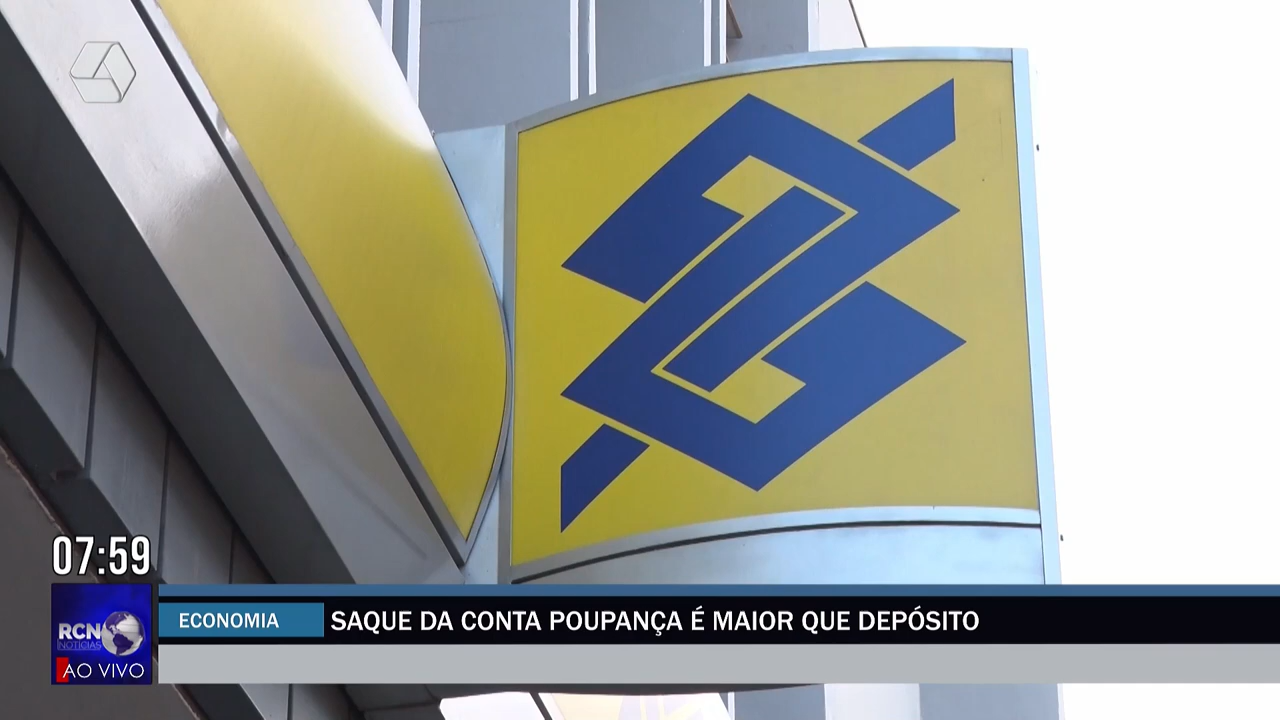 07:59
ECONOMIA
SAQUE DA CONTA POUPANÇA É MAIOR QUE DEPÓSITO
RCN
NOTÍCIAS
AO VIVO